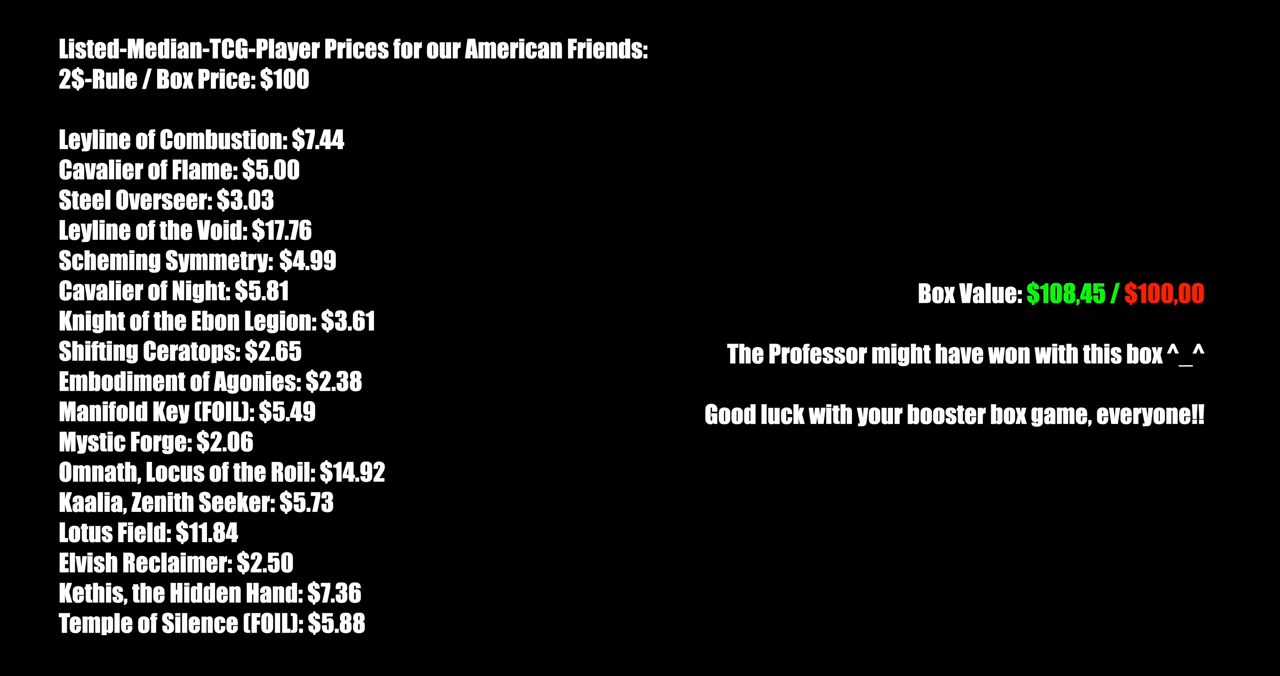 Listed-Median-TCG-Player Prices for our American Friends:
2$-Rule / Box Price: $100
Leyline of Combustion: $7.44
Cavalier of Flame: $5.00
Steel Overseer: $3.03
Leyline of the Void: $17.76
Scheming Symmetry: $4.99
Cavalier of Night: $5.81
Knight of the Ebon Legion: $3.61
Shifting Ceratops: $2.65
Embodiment of Agonies: $2.38
Manifold Key (FOIL): $5.49
Mystic Forge: $2.06
Omnath, Locus of the Roil: $14.92
Kaalia, Zenith Seeker: $5.73
Lotus Field: $11.84
Elvish Reclaimer: $2.50
Kethis, the Hidden Hand: $7.36
Temple of Silence (FOIL): $5.88
Box Value: $108,45 / $100,00
The Professor might have won with this box ^_^
Good luck with your booster box game, everyone!!